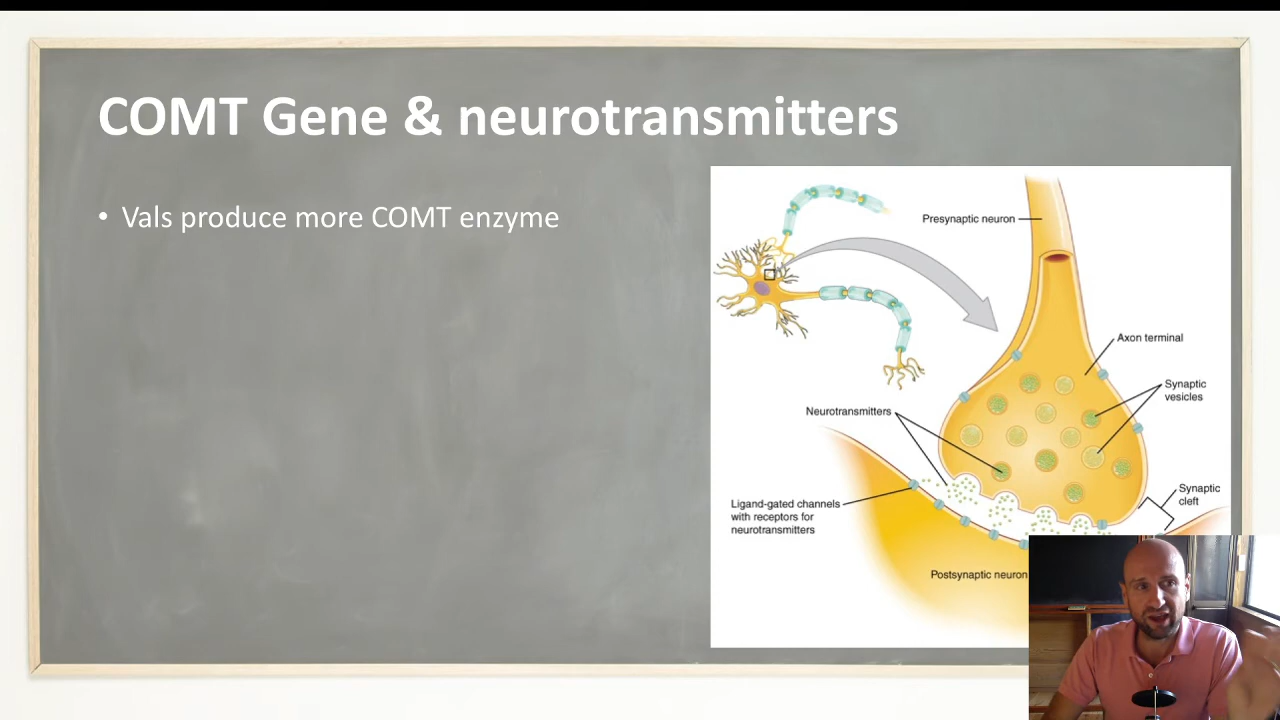 COMT Gene & neurotransmitters
• Vals produce more COMT enzyme
Presynaptic neuron
Axon terminal
Synaptic
vesicles
Neurotransmitters
Synaptic
cleft
Ligand-gated channels
with receptors for
neurotransmitters
Postsynaptic neuron